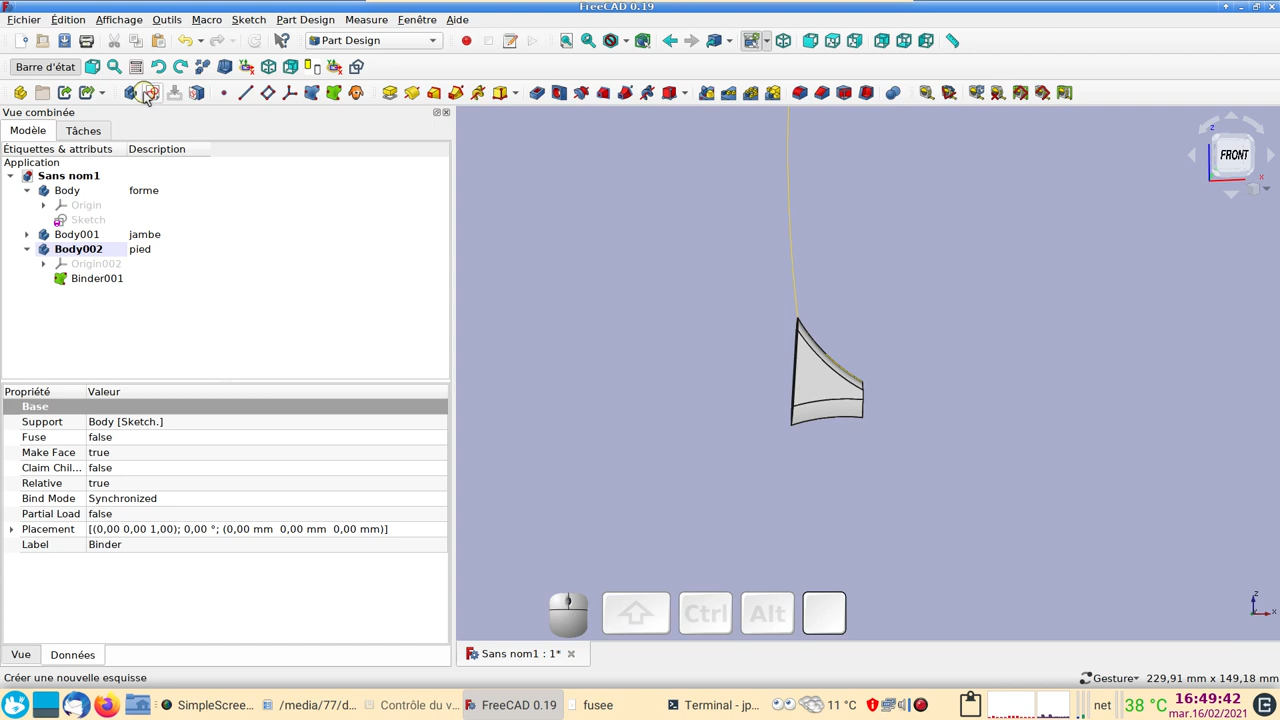 FreeCAD 0.19
Fichier Édition Affichage Outils Macro Sketch Part Design Measure Fenêtre Aide
Part Design
Barre d'état
Vue combinée
Modèle Tâches
Étiquettes & attributs Description
Application
Sans nom1
Body forme
Origin
Sketch
Body001 jambe
Body002 pied
Origin002
Binder001
FRONT
Z
X
Propriété Valeur
Base
Support Body [Sketch.]
Fuse false
Make Face true
Claim Chil... false
Relative true
Bind Mode Synchronized
Partial Load false
Placement [(0,00 0,00 1,00); 0,00 °; (0,00 mm 0,00 mm 0,00 mm)]
Label Binder
Ctrl Alt
Z
X
Vue Données
Sans nom1 : 1*
Créer une nouvelle esquisse
Gesture 229,91 mm x 149,18 mm
SimpleScree... /media/77/d... Contrôle du v... FreeCAD 0.19 fusee Terminal - jp... 11 °C net 38 °C 16:49:42
mar.16/02/2021